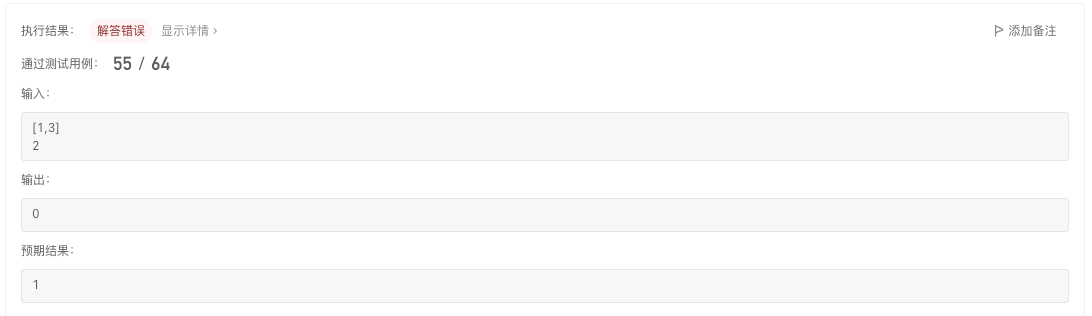 执行结果： 解答错误 显示详情 › 添加备注
通过测试用例： 55 / 64
输入：
[1,3]
2
输出：
0
预期结果：
1